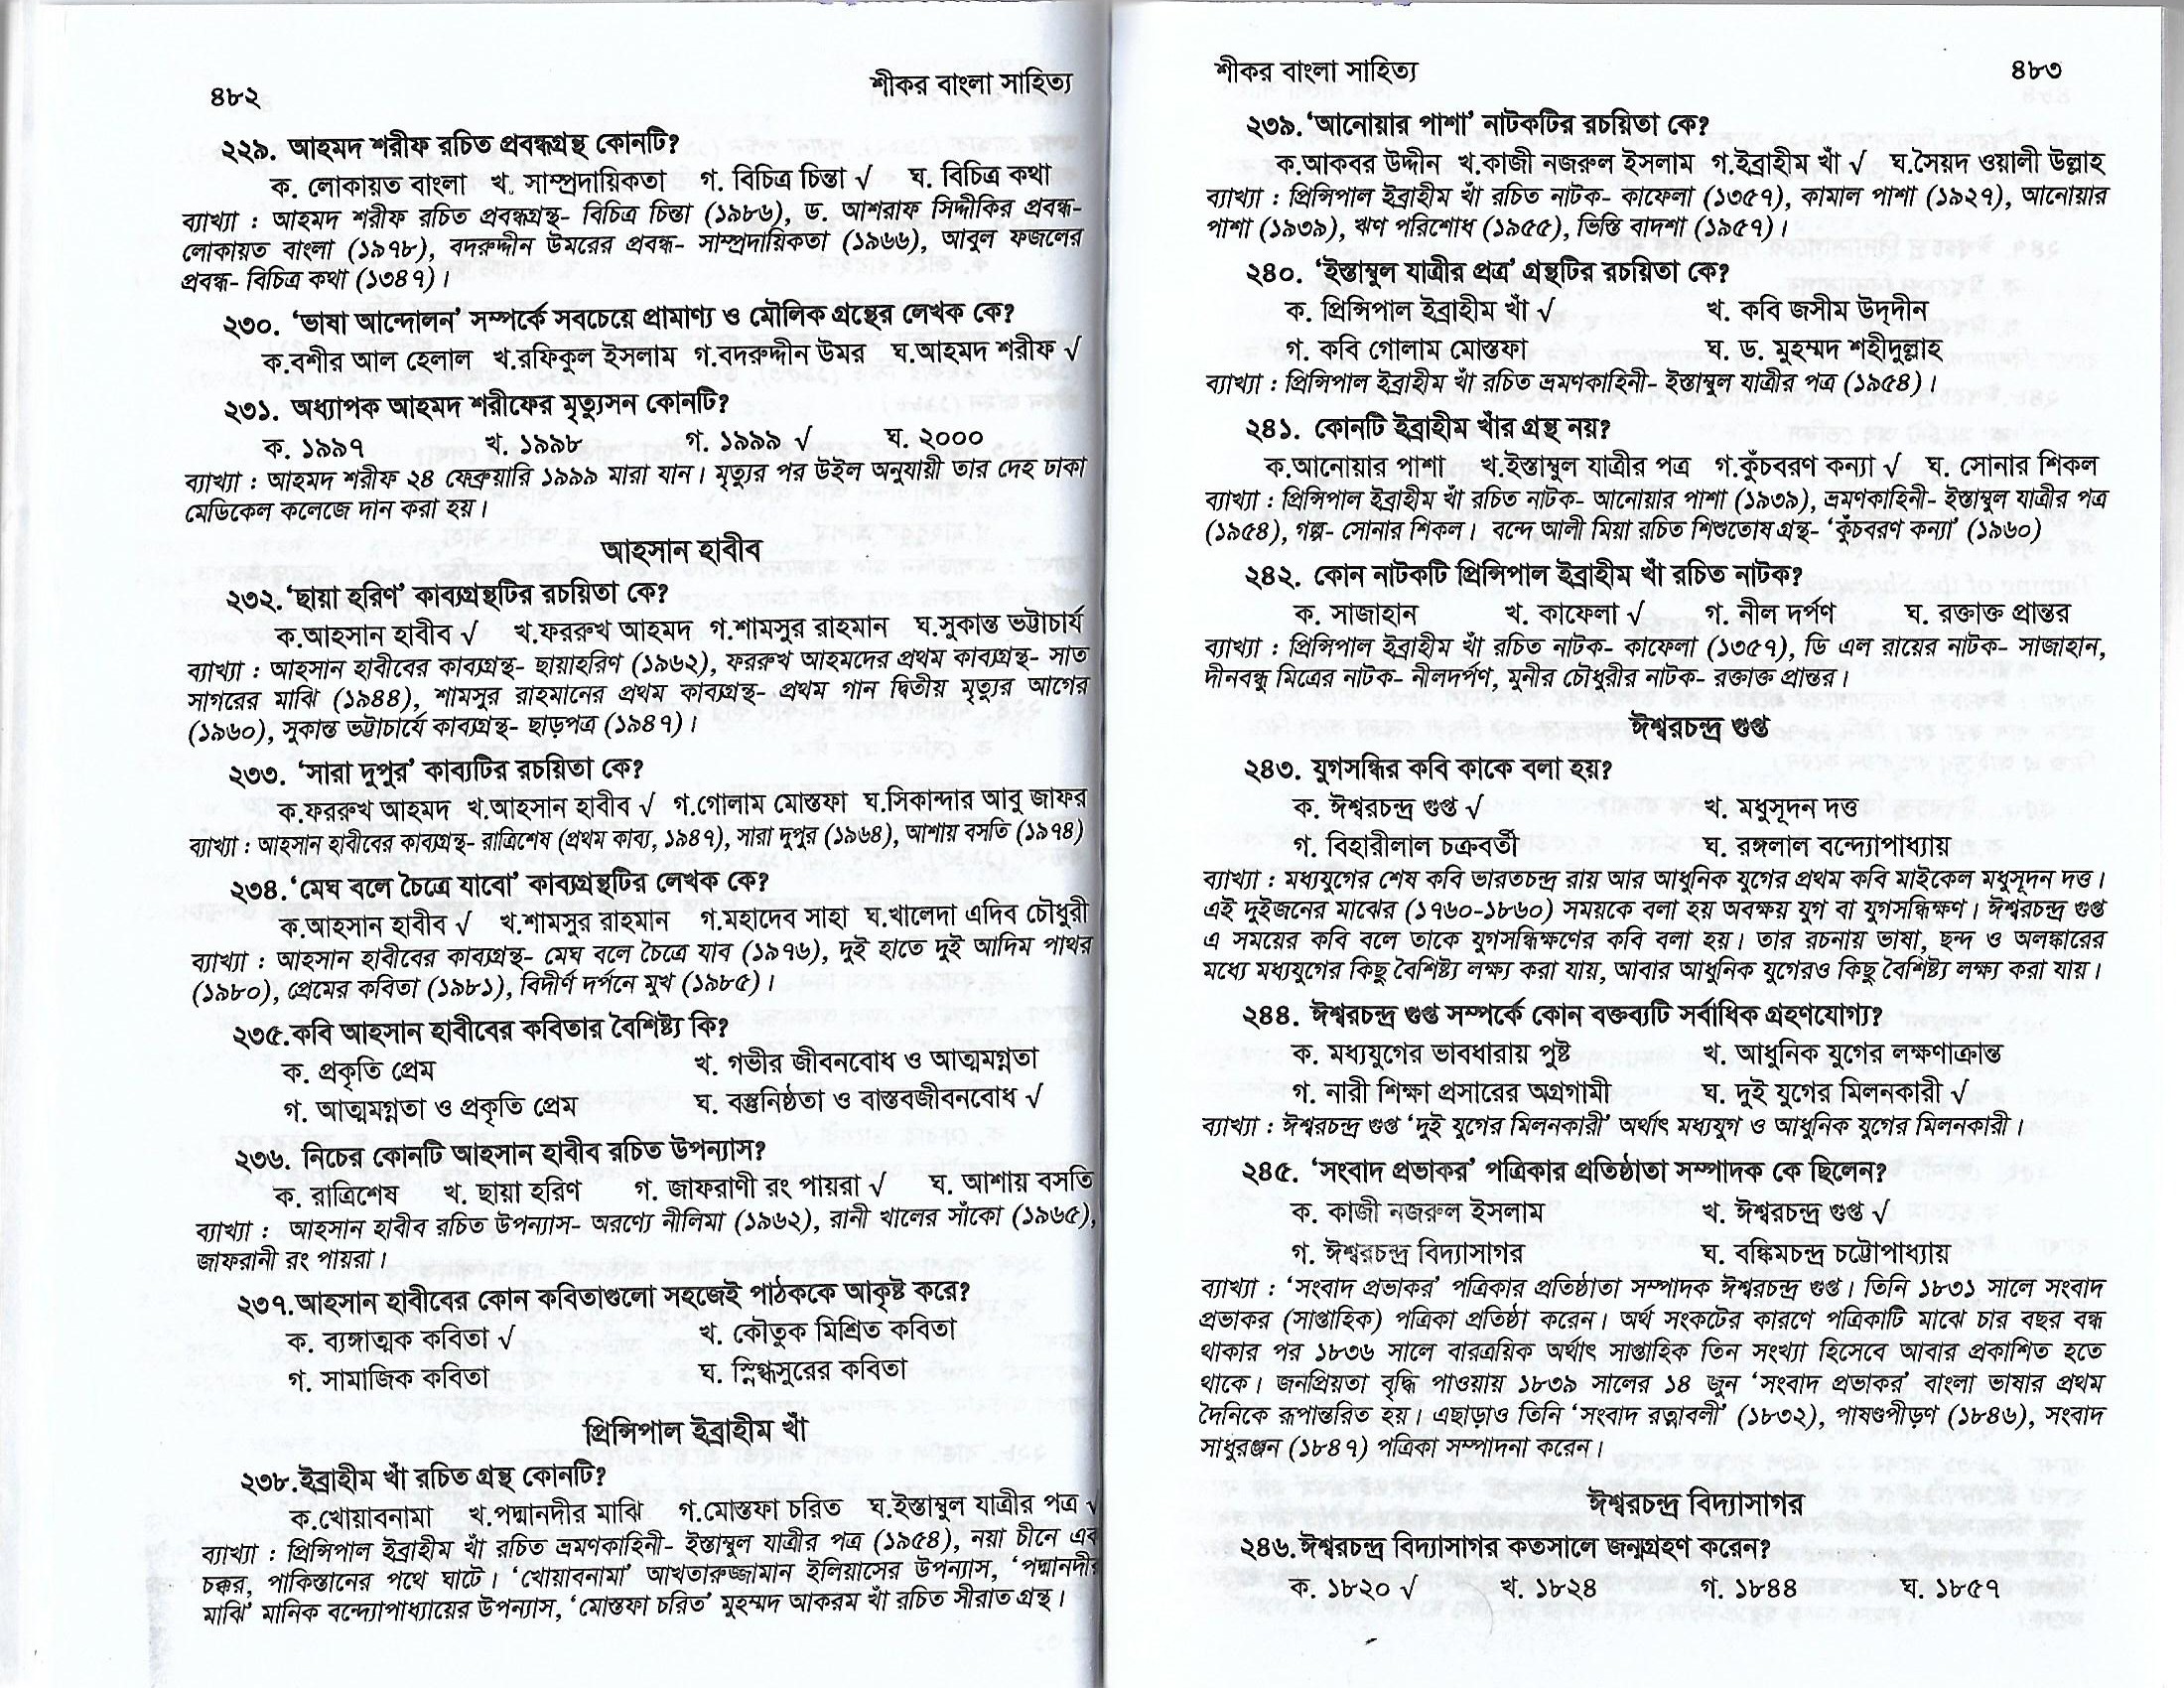 ৪৮২ শীকর বাংলা সাহিত্য
২২৯. আহমদ শরীফ রচিত প্রবন্ধগ্রন্থ কোনটি?
ক. লোকায়ত বাংলা খ. সাম্প্রদায়িকতা গ. বিচিত্র চিন্তা √ ঘ. বিচিত্র কথা
ব্যাখ্যা : আহমদ শরীফ রচিত প্রবন্ধগ্রন্থ- বিচিত্র চিন্তা (১৯৮৬), ড. আশরাফ সিদ্দীকির প্রবন্ধ-
লোকায়ত বাংলা (১৯৭৮), বদরুদ্দীন উমরের প্রবন্ধ- সাম্প্রদায়িকতা (১৯৬৬), আবুল ফজলের
প্রবন্ধ- বিচিত্র কথা (১৩৪৭)।
২৩০. ‘ভাষা আন্দোলন’ সম্পর্কে সবচেয়ে প্রামাণ্য ও মৌলিক গ্রন্থের লেখক কে?
ক.বশীর আল হেলাল খ.রফিকুল ইসলাম গ.বদরুদ্দীন উমর ঘ.আহমদ শরীফ √
২৩১. অধ্যাপক আহমদ শরীফের মৃত্যুসন কোনটি?
ক. ১৯৯৭ খ. ১৯৯৮ গ. ১৯৯৯ √ ঘ. ২০০০
ব্যাখ্যা : আহমদ শরীফ ২৪ ফেব্রুয়ারি ১৯৯৯ মারা যান। মৃত্যুর পর উইল অনুযায়ী তার দেহ ঢাকা
মেডিকেল কলেজে দান করা হয়।
আহসান হাবীব
২৩২.‘ছায়া হরিণ’ কাব্যগ্রন্থটির রচয়িতা কে?
ক.আহসান হাবীব √ খ.ফররুখ আহমদ গ.শামসুর রাহমান ঘ.সুকান্ত ভট্টাচার্য
ব্যাখ্যা : আহসান হাবীবের কাব্যগ্রন্থ- ছায়াহরিণ (১৯৬২), ফররুখ আহমদের প্রথম কাব্যগ্রন্থ- সাত
সাগরের মাঝি (১৯৪৪), শামসুর রাহমানের প্রথম কাব্যগ্রন্থ- প্রথম গান দ্বিতীয় মৃত্যুর আগের
(১৯৬০), সুকান্ত ভট্টাচার্যে কাব্যগ্রন্থ- ছাড়পত্র (১৯৪৭)।
২৩৩. ‘সারা দুপুর’ কাব্যটির রচয়িতা কে?
ক.ফররুখ আহমদ খ.আহসান হাবীব √ গ.গোলাম মোস্তফা ঘ.সিকান্দার আবু জাফর
ব্যাখ্যা : আহসান হাবীবের কাব্যগ্রন্থ- রাত্রিশেষ (প্রথম কাব্য, ১৯৪৭), সারা দুপুর (১৯৬৪), আশায় বসতি (১৯৭৪)
২৩৪.‘মেঘ বলে চৈত্রে যাবো’ কাব্যগ্রন্থটির লেখক কে?
ক.আহসান হাবীব √ খ.শামসুর রাহমান গ.মহাদেব সাহা ঘ.খালেদা এদিব চৌধুরী
ব্যাখ্যা : আহসান হাবীবের কাব্যগ্রন্থ- মেঘ বলে চৈত্রে যাব (১৯৭৬), দুই হাতে দুই আদিম পাথর
(১৯৮০), প্রেমের কবিতা (১৯৮১), বিদীর্ণ দর্পনে মুখ (১৯৮৫)।
২৩৫.কবি আহসান হাবীবের কবিতার বৈশিষ্ট্য কি?
ক. প্রকৃতি প্রেম খ. গভীর জীবনবোধ ও আত্মমগ্নতা
গ. আত্মমগ্নতা ও প্রকৃতি প্রেম ঘ. বস্তুনিষ্ঠতা ও বাস্তবজীবনবোধ √
২৩৬. নিচের কোনটি আহসান হাবীব রচিত উপন্যাস?
ক. রাত্রিশেষ খ. ছায়া হরিণ গ. জাফরাণী রং পায়রা √ ঘ. আশায় বসতি
ব্যাখ্যা : আহসান হাবীব রচিত উপন্যাস- অরণ্যে নীলিমা (১৯৬২), রানী খালের সাঁকো (১৯৬৫),
জাফরানী রং পায়রা।
২৩৭.আহসান হাবীবের কোন কবিতাগুলো সহজেই পাঠককে আকৃষ্ট করে?
ক. ব্যঙ্গাত্মক কবিতা √ খ. কৌতুক মিশ্রিত কবিতা
গ. সামাজিক কবিতা ঘ. স্নিগ্ধসুরের কবিতা
প্রিন্সিপাল ইব্রাহীম খাঁ
২৩৮.ইব্রাহীম খাঁ রচিত গ্রন্থ কোনটি?
ক.খোয়াবনামা খ.পদ্মানদীর মাঝি গ.মোস্তফা চরিত ঘ.ইস্তাম্বুল যাত্রীর পত্র √
ব্যাখ্যা : প্রিন্সিপাল ইব্রাহীম খাঁ রচিত ভ্রমণকাহিনী- ইস্তাম্বুল যাত্রীর পত্র (১৯৫৪), নয়া চীনে এক
চক্কর, পাকিস্তানের পথে ঘাটে। ‘খোয়াবনামা’ আখতারুজ্জামান ইলিয়াসের উপন্যাস, ‘পদ্মানদীর
মাঝি’ মানিক বন্দ্যোপাধ্যায়ের উপন্যাস, ‘মোস্তফা চরিত’ মুহম্মদ আকরম খাঁ রচিত সীরাত গ্রন্থ।
শীকর বাংলা সাহিত্য ৪৮৩
২৩৯.‘আনোয়ার পাশা’ নাটকটির রচয়িতা কে?
ক.আকবর উদ্দীন খ.কাজী নজরুল ইসলাম গ.ইব্রাহীম খাঁ √ ঘ.সৈয়দ ওয়ালী উল্লাহ
ব্যাখ্যা : প্রিন্সিপাল ইব্রাহীম খাঁ রচিত নাটক- কাফেলা (১৩৫৭), কামাল পাশা (১৯২৭), আনোয়ার
পাশা (১৯৩৯), ঋণ পরিশোধ (১৯৫৫), ভিস্তি বাদশা (১৯৫৭)।
২৪০. ‘ইস্তাম্বুল যাত্রীর প্রত্র’ গ্রন্থটির রচয়িতা কে?
ক. প্রিন্সিপাল ইব্রাহীম খাঁ √ খ. কবি জসীম উদ্‌দীন
গ. কবি গোলাম মোস্তফা ঘ. ড. মুহম্মদ শহীদুল্লাহ
ব্যাখ্যা : প্রিন্সিপাল ইব্রাহীম খাঁ রচিত ভ্রমণকাহিনী- ইস্তাম্বুল যাত্রীর পত্র (১৯৫৪)।
২৪১. কোনটি ইব্রাহীম খাঁর গ্রন্থ নয়?
ক.আনোয়ার পাশা খ.ইস্তাম্বুল যাত্রীর পত্র গ.কুঁচবরণ কন্যা √ ঘ. সোনার শিকল
ব্যাখ্যা : প্রিন্সিপাল ইব্রাহীম খাঁ রচিত নাটক- আনোয়ার পাশা (১৯৩৯), ভ্রমণকাহিনী- ইস্তাম্বুল যাত্রীর পত্র
(১৯৫৪), গল্প- সোনার শিকল। বন্দে আলী মিয়া রচিত শিশুতোষ গ্রন্থ- ‘কুঁচবরণ কন্যা’ (১৯৬০)
২৪২. কোন নাটকটি প্রিন্সিপাল ইব্রাহীম খাঁ রচিত নাটক?
ক. সাজাহান খ. কাফেলা √ গ. নীল দর্পণ ঘ. রক্তাক্ত প্রান্তর
ব্যাখ্যা : প্রিন্সিপাল ইব্রাহীম খাঁ রচিত নাটক- কাফেলা (১৩৫৭), ডি এল রায়ের নাটক- সাজাহান,
দীনবন্ধু মিত্রের নাটক- নীলদর্পণ, মুনীর চৌধুরীর নাটক- রক্তাক্ত প্রান্তর।
ঈশ্বরচন্দ্র গুপ্ত
২৪৩. যুগসন্ধির কবি কাকে বলা হয়?
ক. ঈশ্বরচন্দ্র গুপ্ত √ খ. মধুসূদন দত্ত
গ. বিহারীলাল চক্রবর্তী ঘ. রঙ্গলাল বন্দ্যোপাধ্যায়
ব্যাখ্যা : মধ্যযুগের শেষ কবি ভারতচন্দ্র রায় আর আধুনিক যুগের প্রথম কবি মাইকেল মধুসূদন দত্ত।
এই দুইজনের মাঝের (১৭৬০-১৮৬০) সময়কে বলা হয় অবক্ষয় যুগ বা যুগসন্ধিক্ষণ। ঈশ্বরচন্দ্র গুপ্ত
এ সময়ের কবি বলে তাকে যুগসন্ধিক্ষণের কবি বলা হয়। তার রচনায় ভাষা, ছন্দ ও অলঙ্কারের
মধ্যে মধ্যযুগের কিছু বৈশিষ্ট্য লক্ষ্য করা যায়, আবার আধুনিক যুগেরও কিছু বৈশিষ্ট্য লক্ষ্য করা যায়।
২৪৪. ঈশ্বরচন্দ্র গুপ্ত সম্পর্কে কোন বক্তব্যটি সর্বাধিক গ্রহণযোগ্য?
ক. মধ্যযুগের ভাবধারায় পুষ্ট খ. আধুনিক যুগের লক্ষণাক্রান্ত
গ. নারী শিক্ষা প্রসারের অগ্রগামী ঘ. দুই যুগের মিলনকারী √
ব্যাখ্যা : ঈশ্বরচন্দ্র গুপ্ত ‘দুই যুগের মিলনকারী’ অর্থাৎ মধ্যযুগ ও আধুনিক যুগের মিলনকারী।
২৪৫. ‘সংবাদ প্রভাকর’ পত্রিকার প্রতিষ্ঠাতা সম্পাদক কে ছিলেন?
ক. কাজী নজরুল ইসলাম খ. ঈশ্বরচন্দ্র গুপ্ত √
গ. ঈশ্বরচন্দ্র বিদ্যাসাগর ঘ. বঙ্কিমচন্দ্র চট্টোপাধ্যায়
ব্যাখ্যা : ‘সংবাদ প্রভাকর’ পত্রিকার প্রতিষ্ঠাতা সম্পাদক ঈশ্বরচন্দ্র গুপ্ত। তিনি ১৮৩১ সালে সংবাদ
প্রভাকর (সাপ্তাহিক) পত্রিকা প্রতিষ্ঠা করেন। অর্থ সংকটের কারণে পত্রিকাটি মাঝে চার বছর বন্ধ
থাকার পর ১৮৩৬ সালে বারত্রয়িক অর্থাৎ সাপ্তাহিক তিন সংখ্যা হিসেবে আবার প্রকাশিত হতে
থাকে। জনপ্রিয়তা বৃদ্ধি পাওয়ায় ১৮৩৯ সালের ১৪ জুন ‘সংবাদ প্রভাকর’ বাংলা ভাষার প্রথম
দৈনিকে রূপান্তরিত হয়। এছাড়াও তিনি ‘সংবাদ রত্নাবলী’ (১৮৩২), পাষণ্ডপীড়ণ (১৮৪৬), সংবাদ
সাধুরঞ্জন (১৮৪৭) পত্রিকা সম্পাদনা করেন।
ঈশ্বরচন্দ্র বিদ্যাসাগর
২৪৬.ঈশ্বরচন্দ্র বিদ্যাসাগর কতসালে জন্মগ্রহণ করেন?
ক. ১৮২০ √ খ. ১৮২৪ গ. ১৮৪৪ ঘ. ১৮৫৭